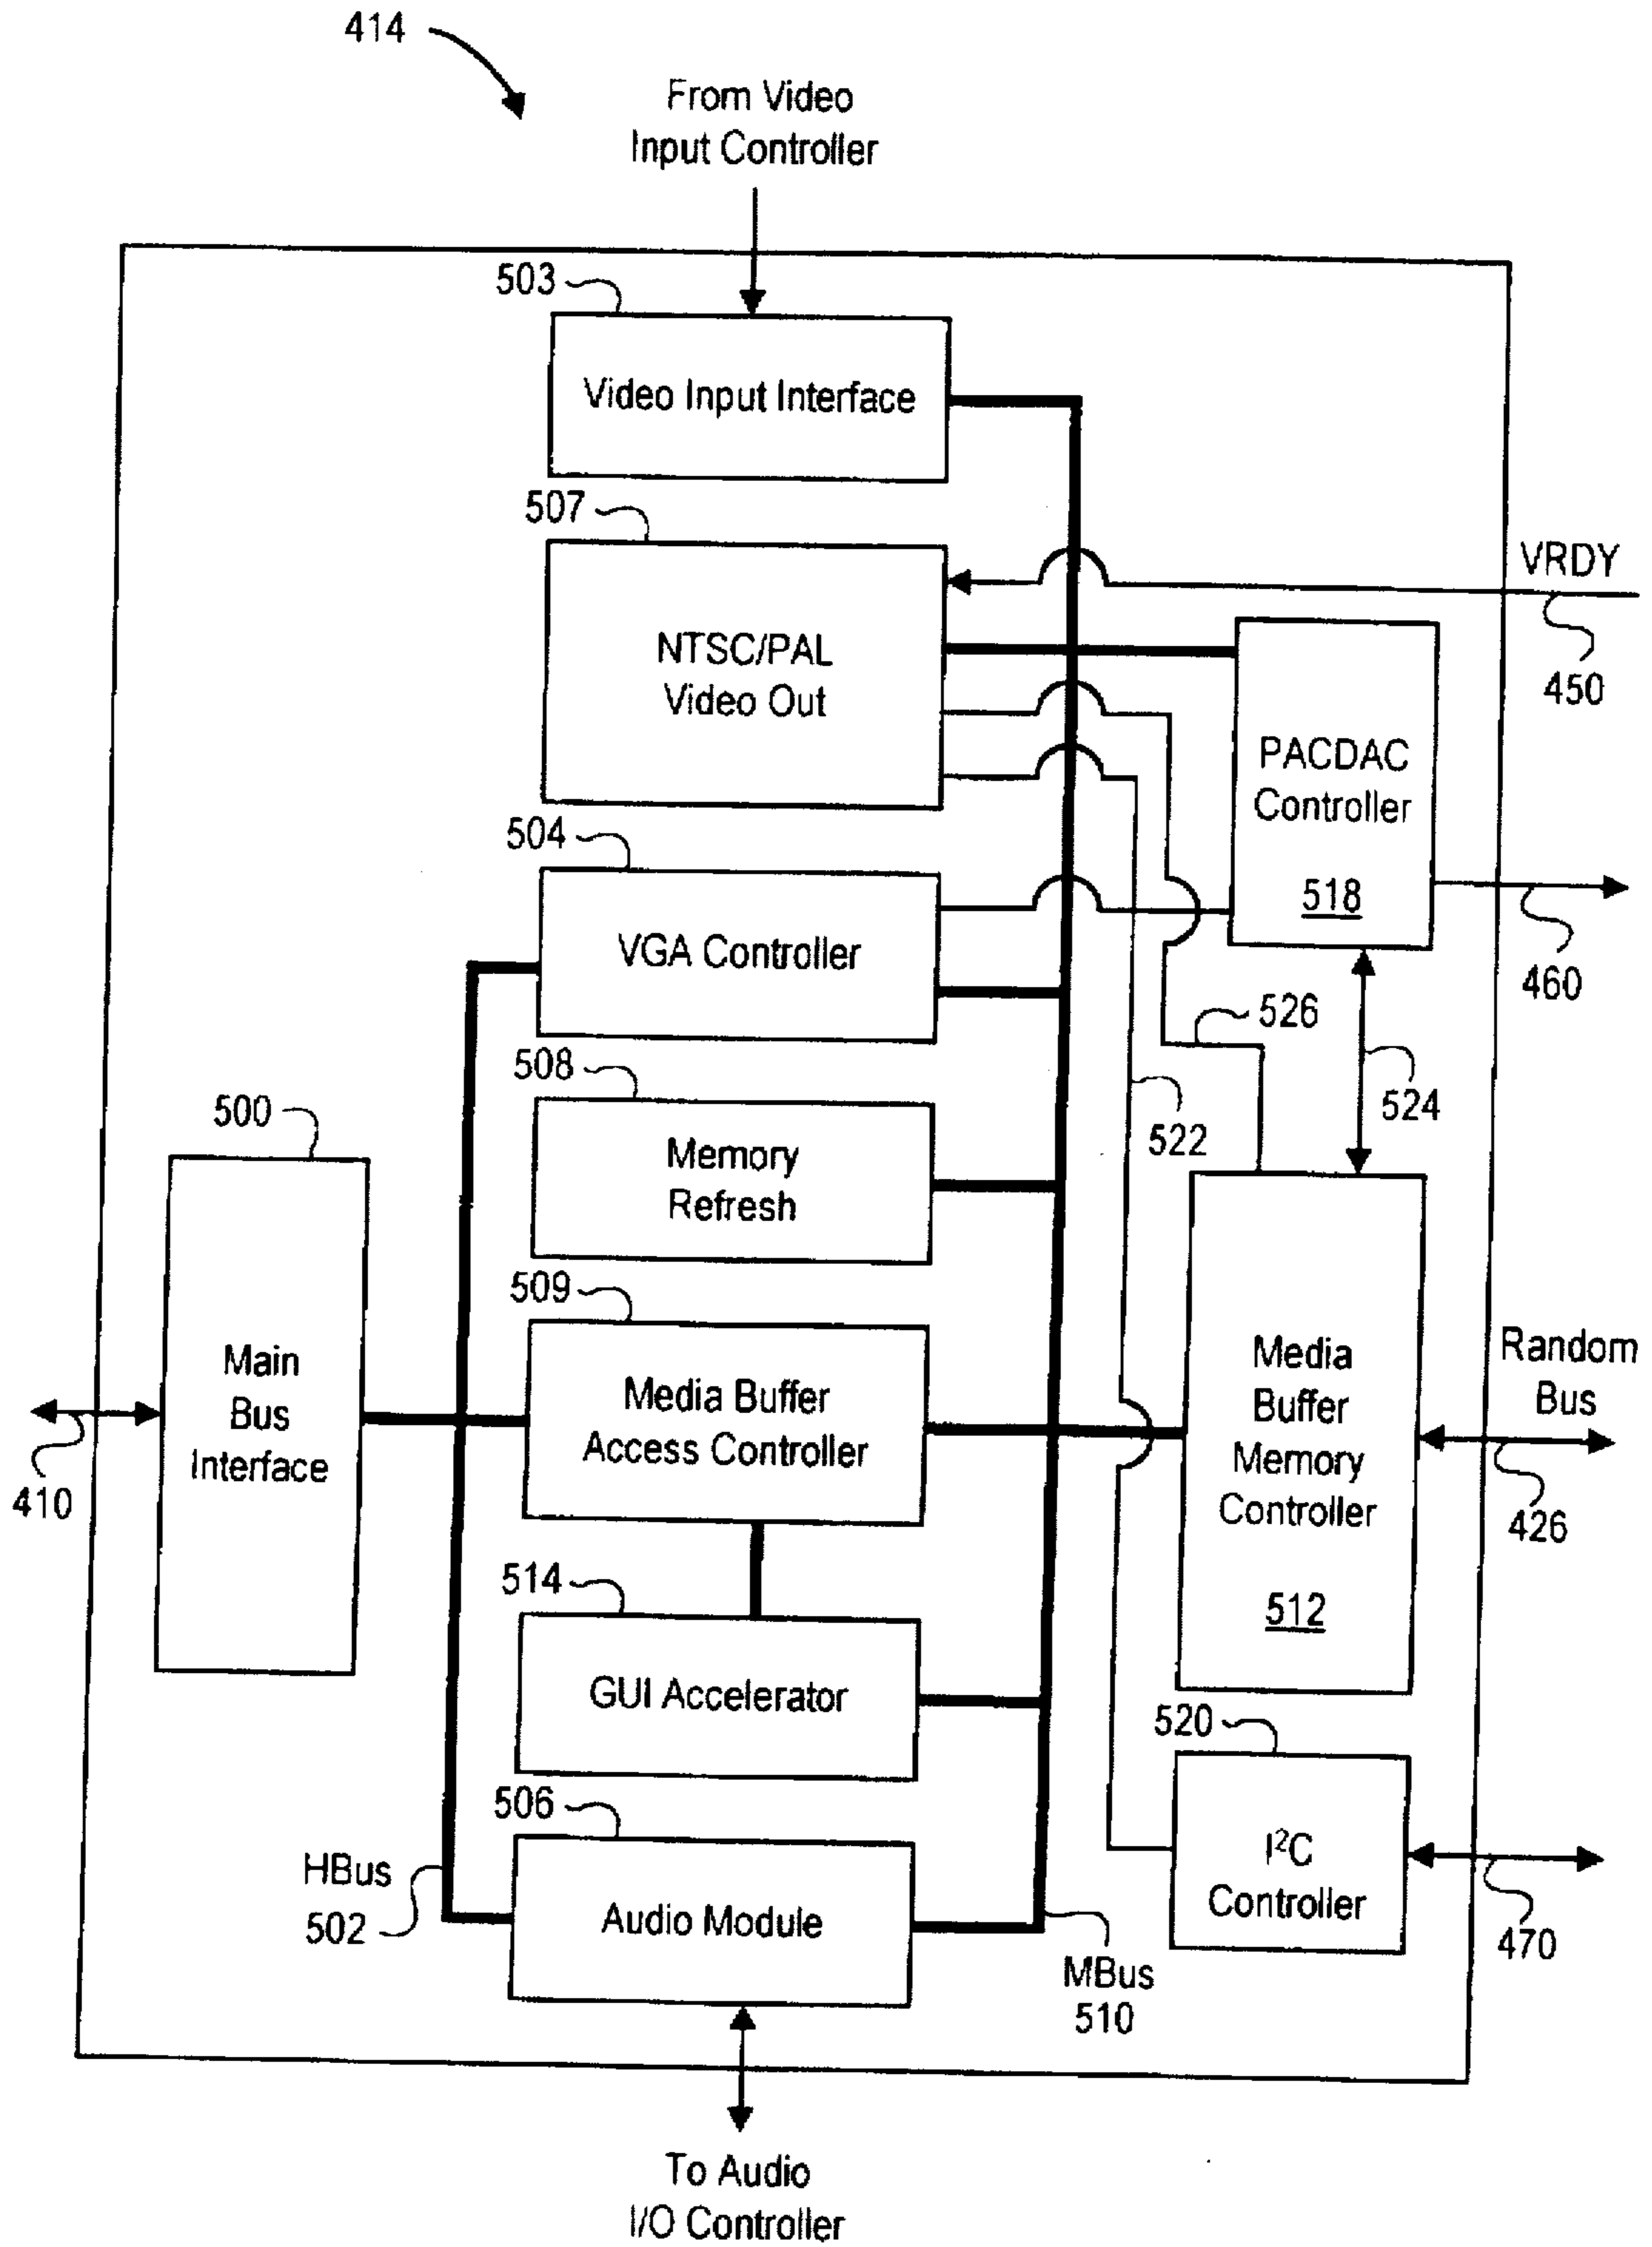 414
From Video
Input Controller
503
Video Input Interface
507
VRDY
NTSC/PAL
Video Out
450
PACDAC
Controller
518
504
VGA Controller
460
526
508
524
500
522
Memory
Refresh
509
Main
Bus
Interface
Media Buffer
Access Controller
Media
Buffer
Memory
Controller
512
Random
Bus
410
426
514
GUI Accelerator
520
506
I²C
Controller
HBus
502
Audio Module
470
MBus
510
To Audio
I/O Controller